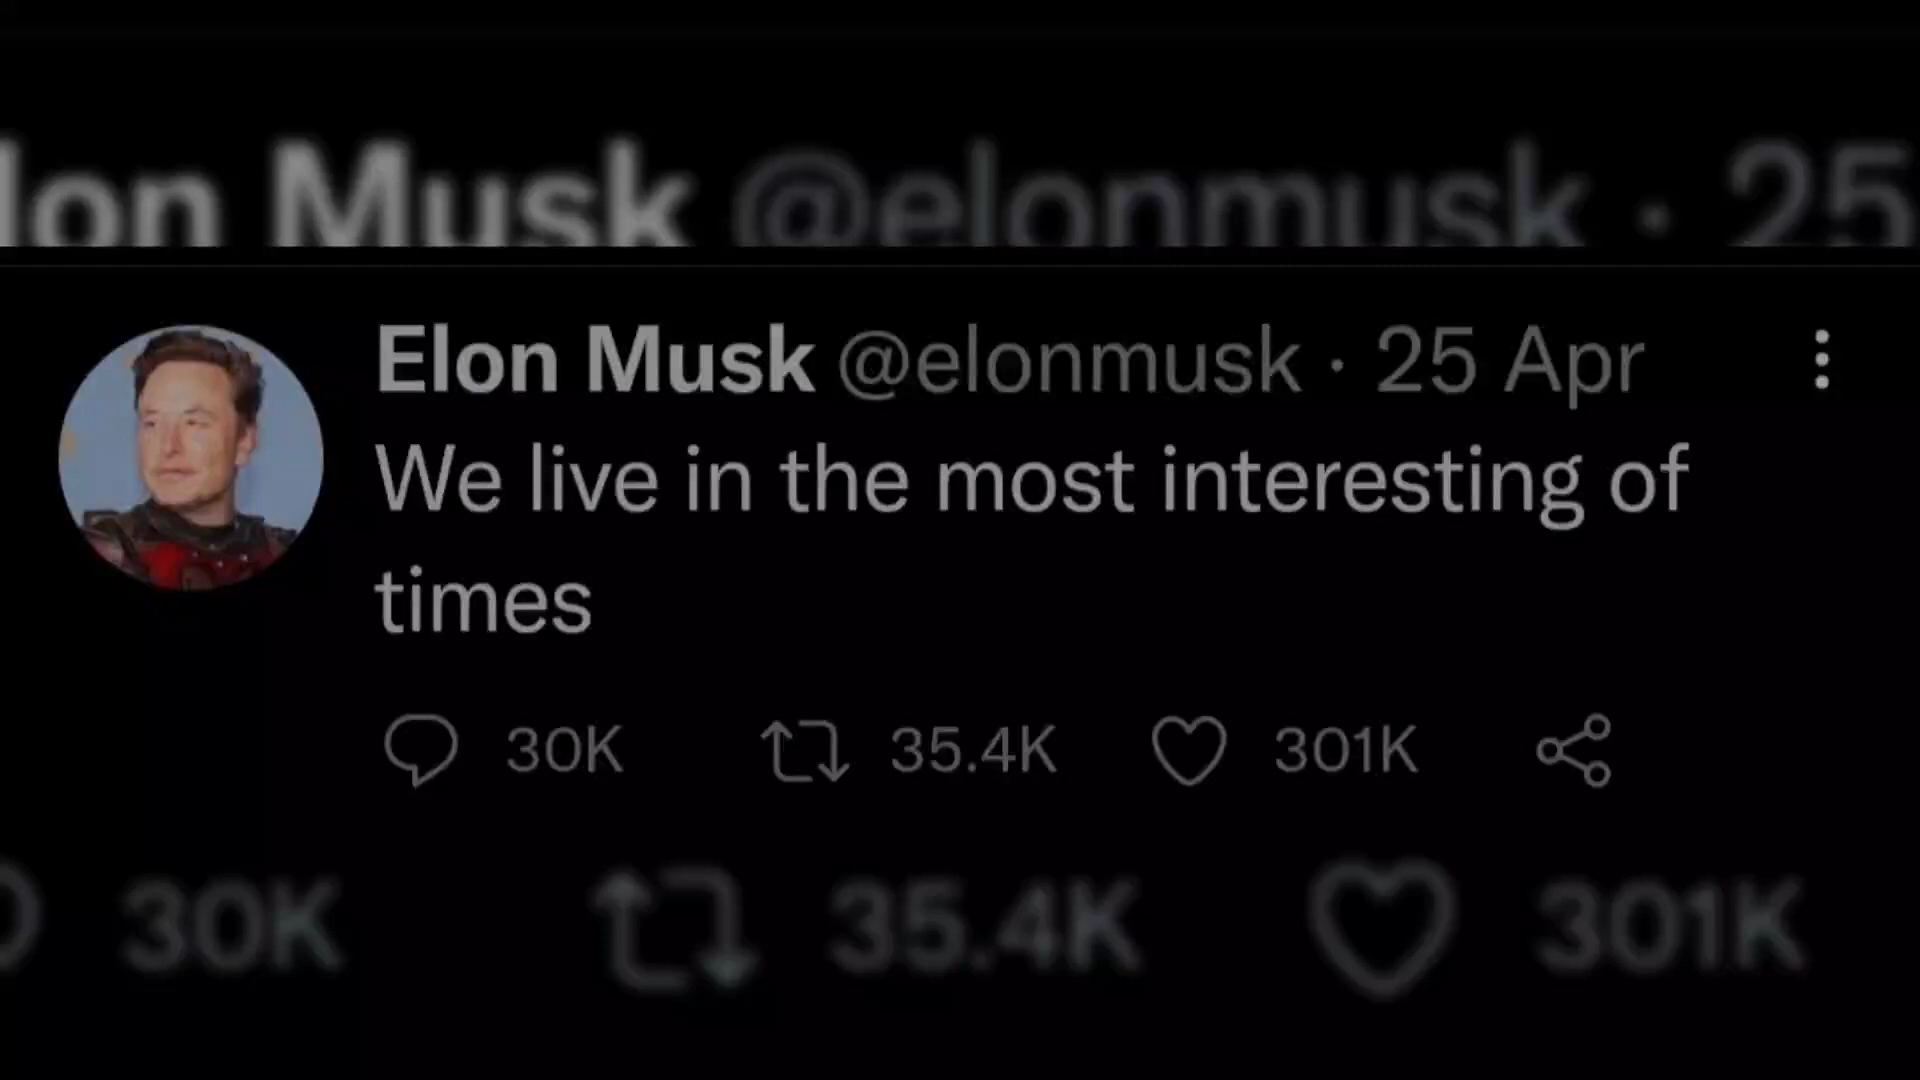 lon Musk @elonmusk · 25
Elon Musk @elonmusk · 25 Apr
We live in the most interesting of
times
30K 35.4K 301K
30K 35.4K 301K